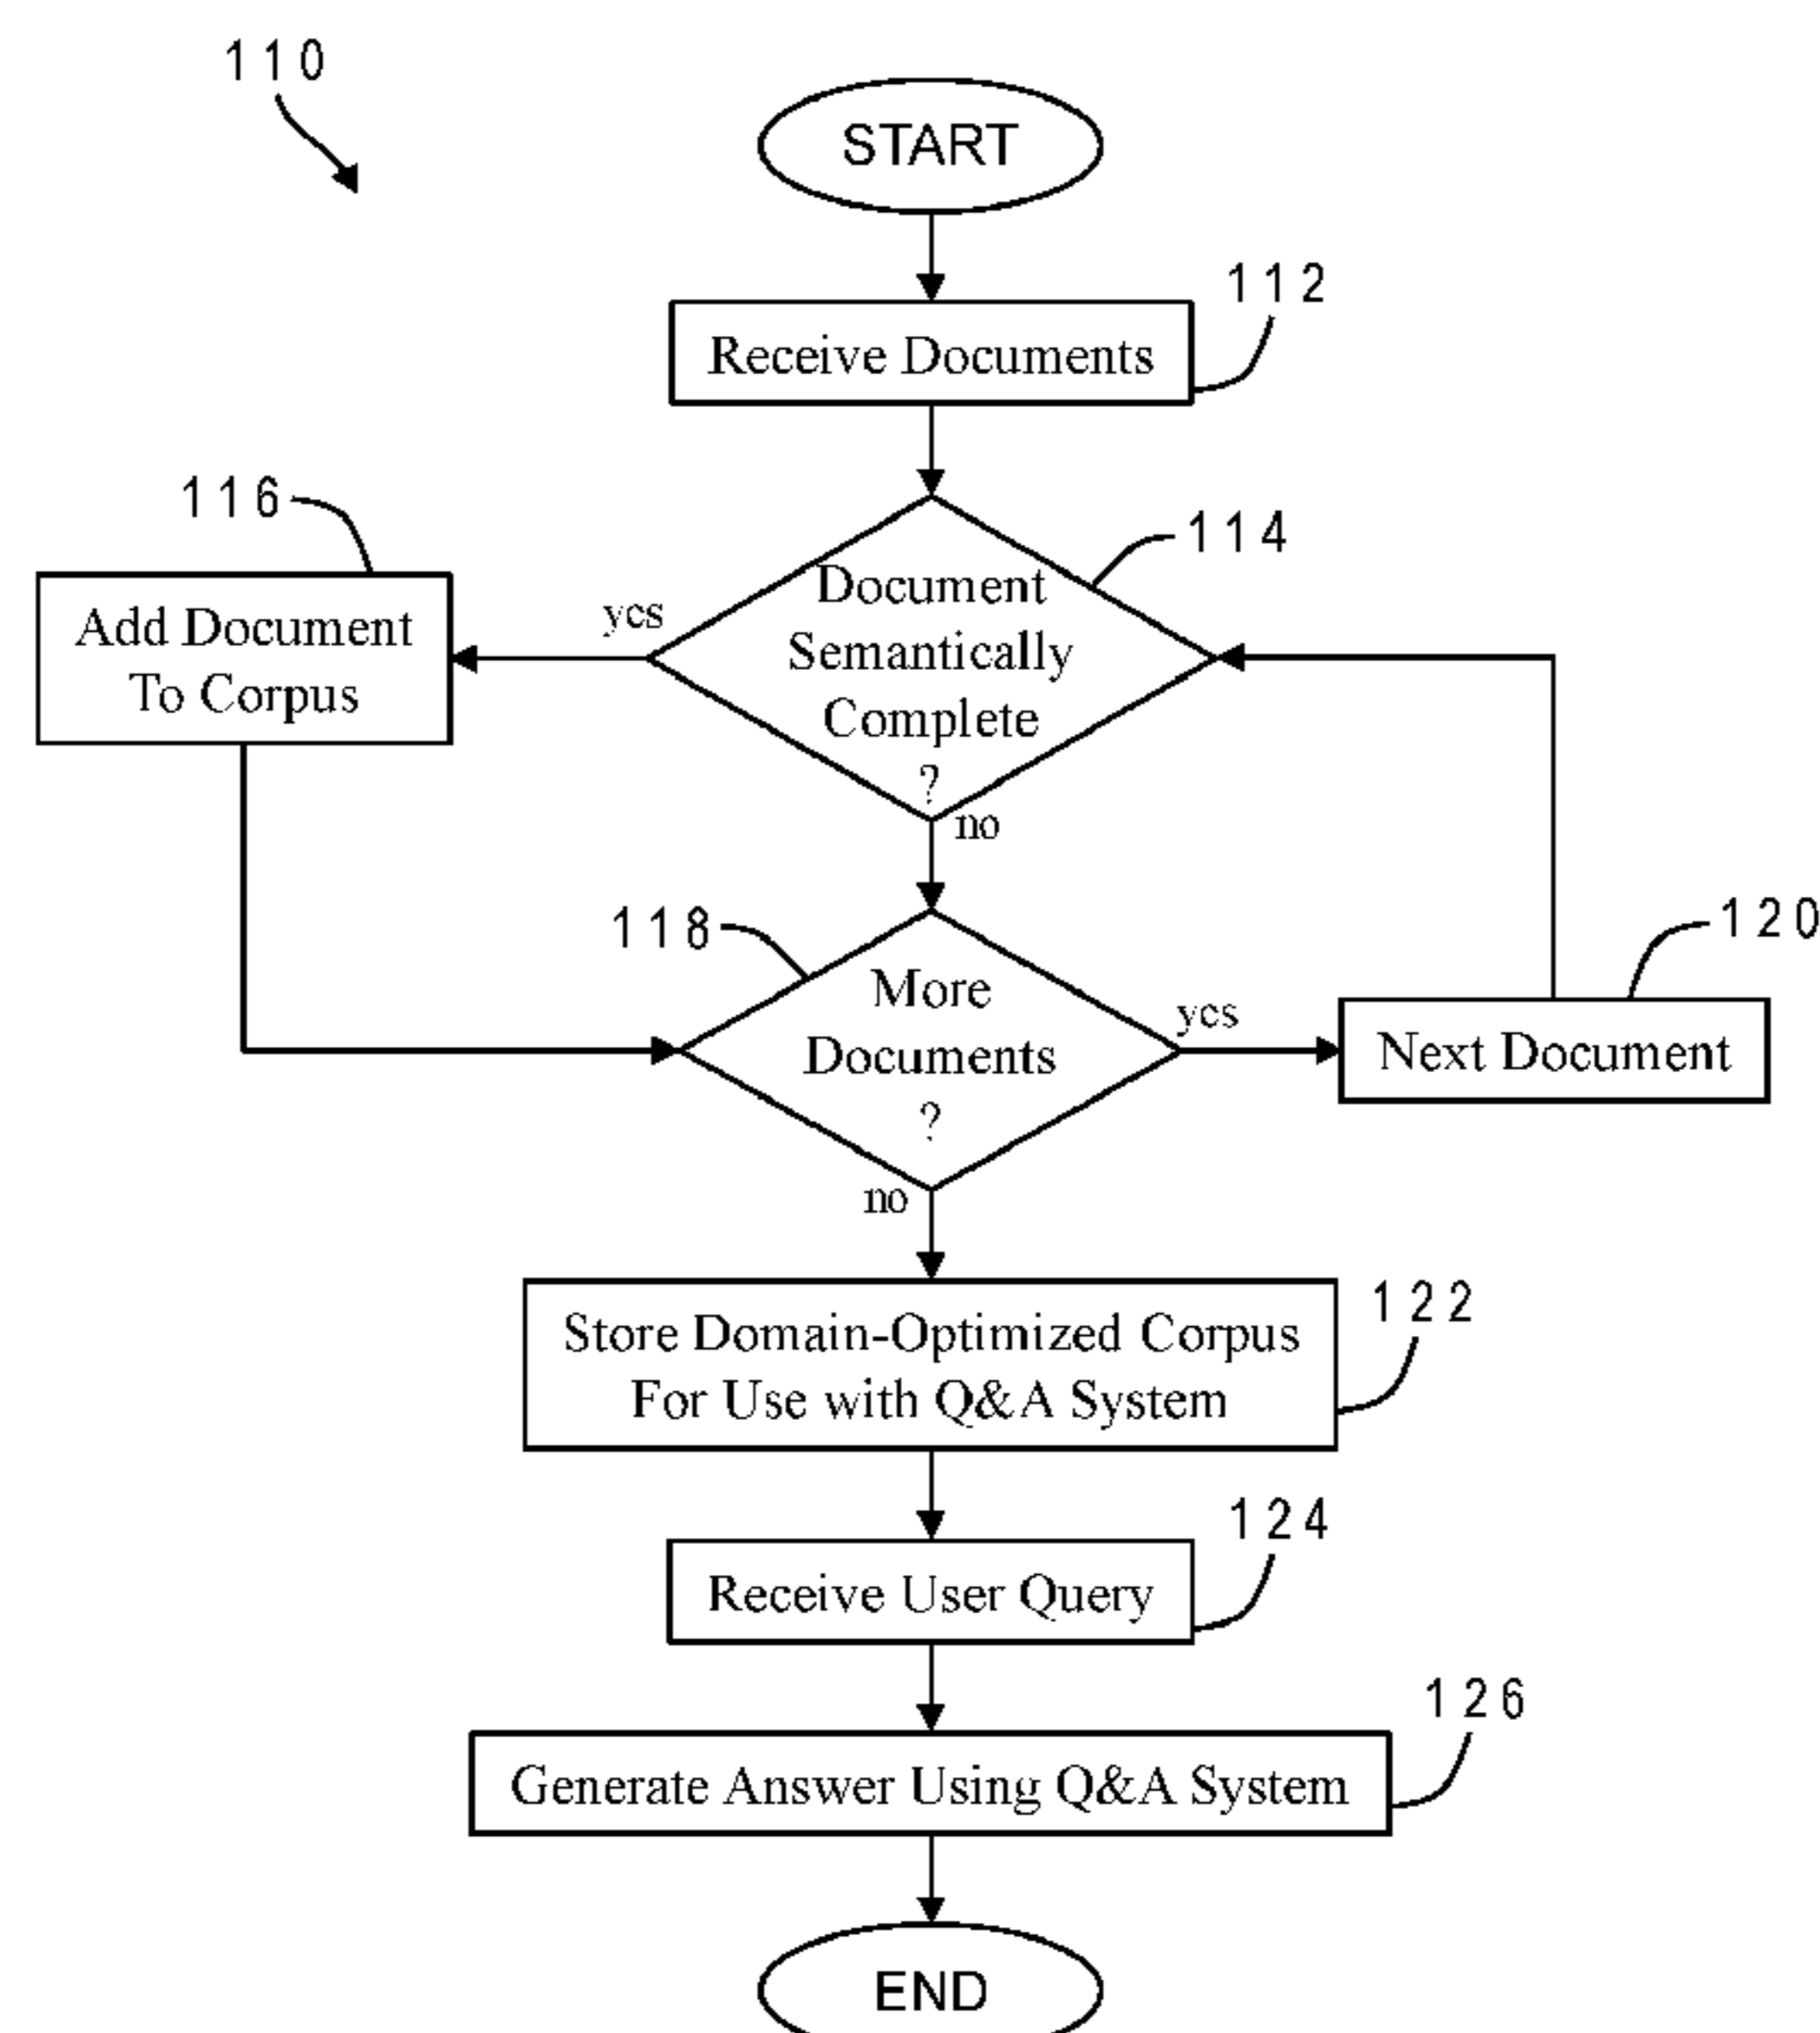 110
START
112
Receive Documents
116
114
Add Document
To Corpus
yes
Document
Semantically
Complete
?
no
118
120
More
Documents
?
yes
Next Document
no
Store Domain-Optimized Corpus
For Use with Q&A System
122
124
Receive User Query
126
Generate Answer Using Q&A System
END